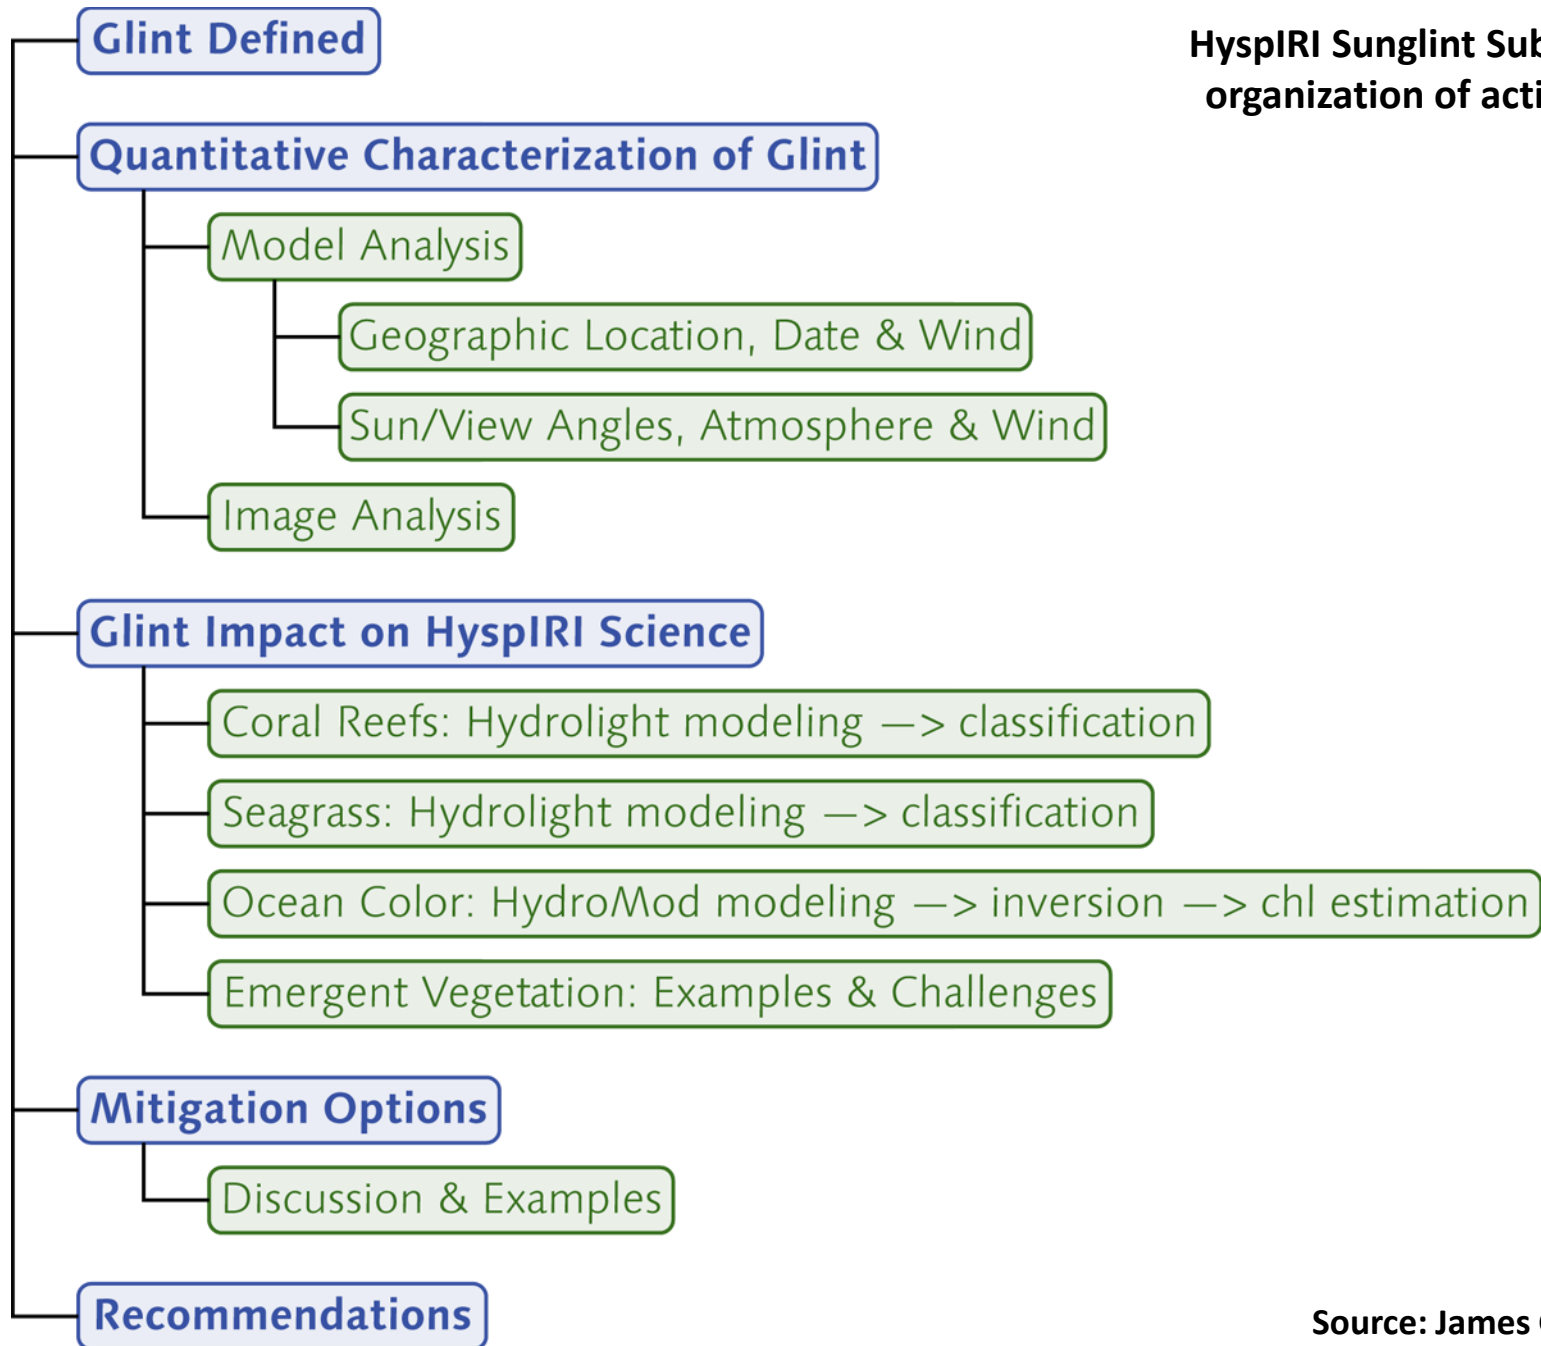 Glint Defined
HyspIRI Sunglint
organization of
Quantitative Characterization of Glint
Model Analysis
Geographic Location, Date & Wind
Sun/View Angles, Atmosphere & Wind
Image Analysis
Glint Impact on HyspIRI Science
Coral Reefs: Hydrolight modeling —> classification
Seagrass: Hydrolight modeling —> classification
Ocean Color: HydroMod modeling —> inversion —> chl estimation
Emergent Vegetation: Examples & Challenges
Mitigation Options
Discussion & Examples
Recommendations
Source: James